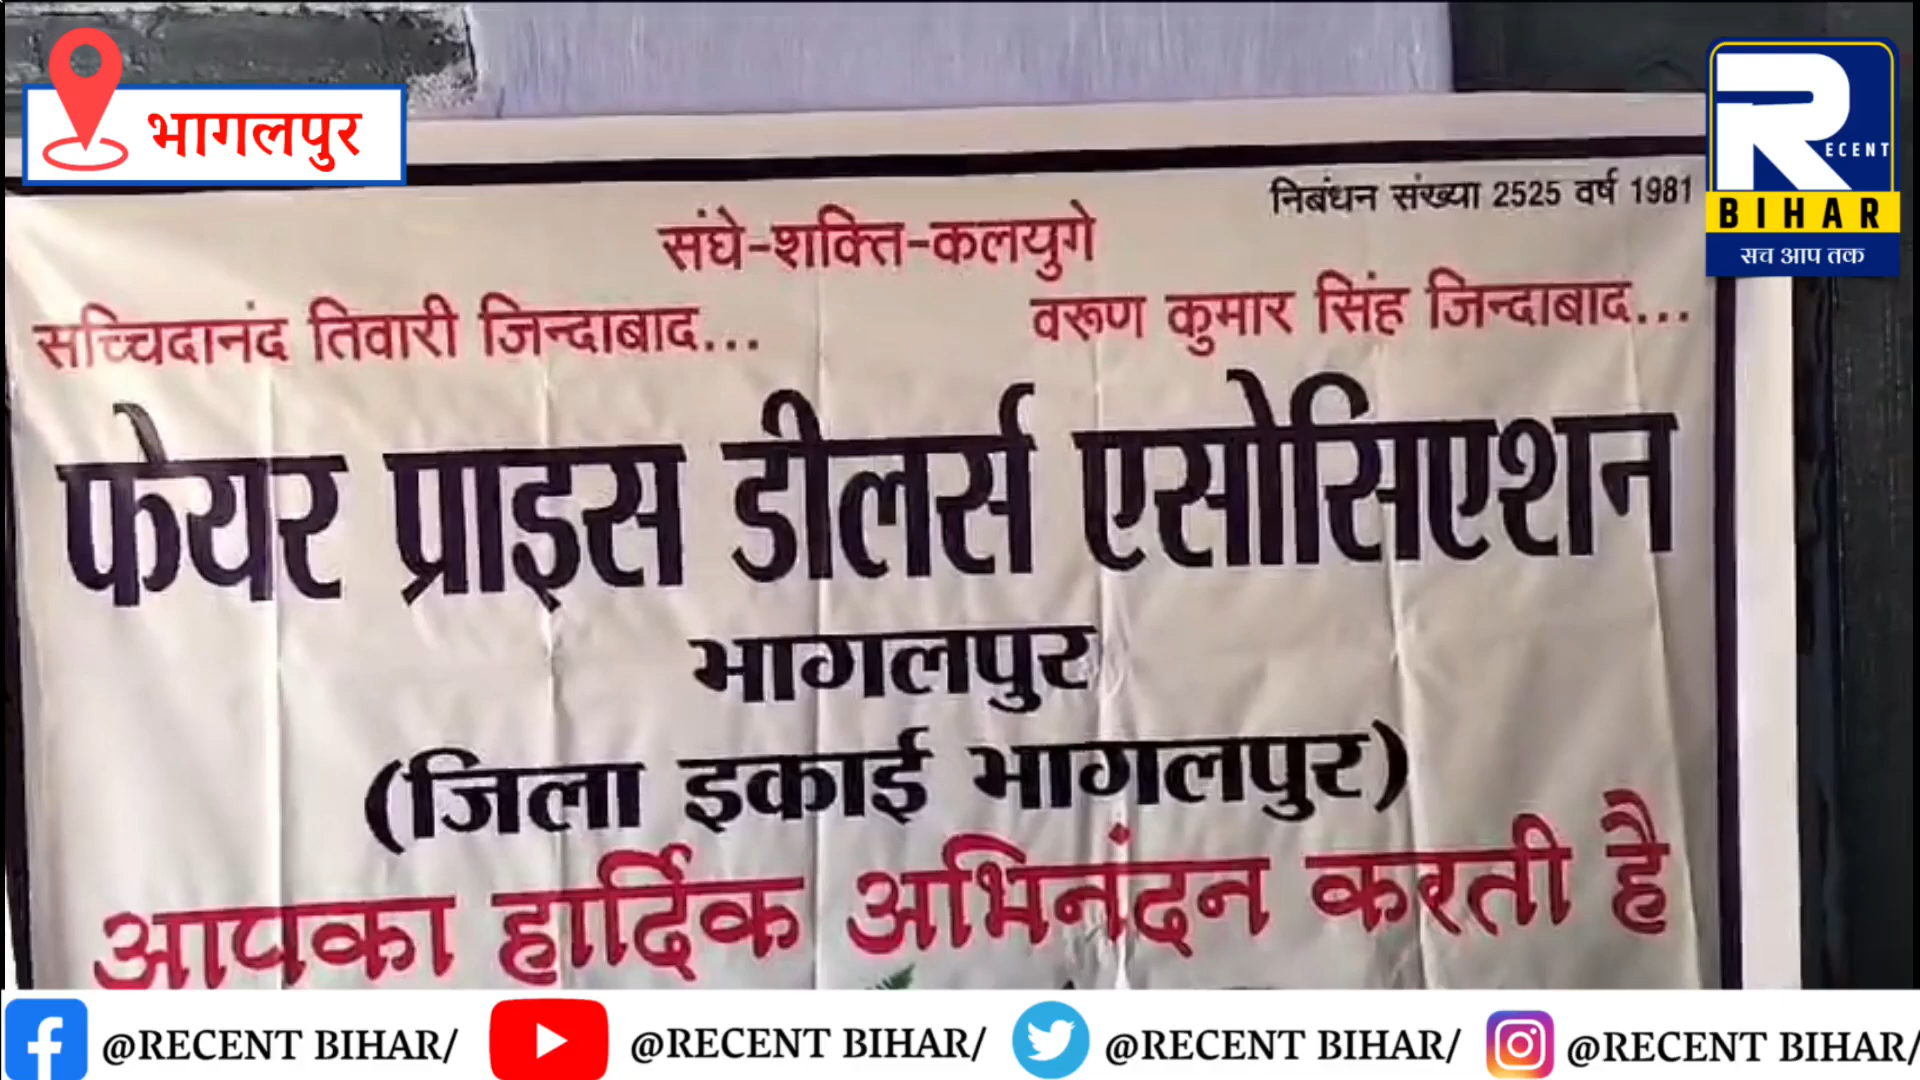 भागलपुर
RECENT
BIHAR
सच आप तक
निबंधन संख्या 2525 वर्ष 1981
संघे-शक्ति-कलयुगे
सच्चिदानंद तिवारी जिन्दाबाद... वरूण कुमार सिंह जिन्दाबाद...
फेयर प्राइस डीलर्स एसोसिएशन
भागलपुर
(जिला इकाई भागलपुर)
आपका हार्दिक अभिनंदन करती है
@RECENT BIHAR/ @RECENT BIHAR/ @RECENT BIHAR/ @RECENT BIHAR/